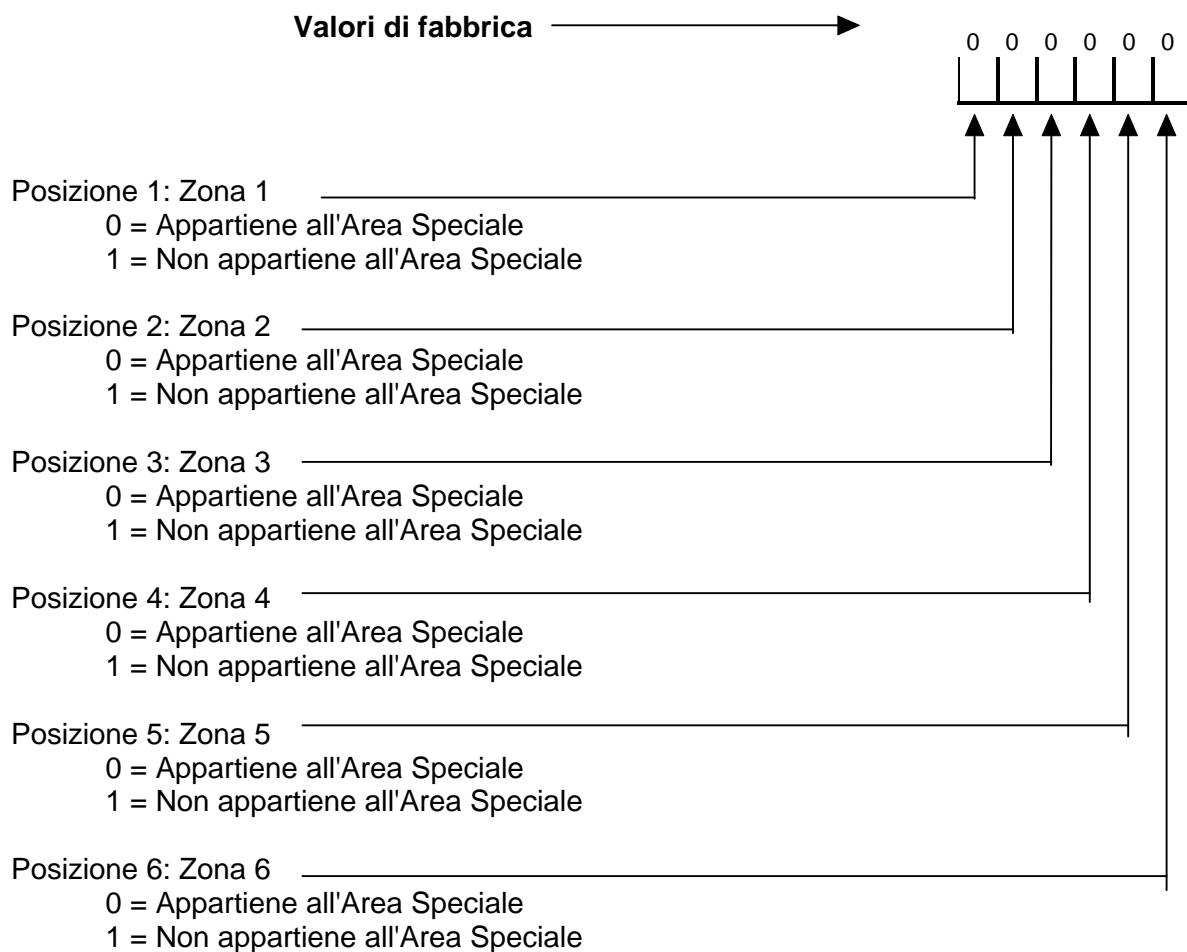 Valori di fabbrica
0 0 0 0 0 0
Posizione 1: Zona 1
0 = Appartiene all'Area Speciale
1 = Non appartiene all'Area Speciale
Posizione 2: Zona 2
0 = Appartiene all'Area Speciale
1 = Non appartiene all'Area Speciale
Posizione 3: Zona 3
0 = Appartiene all'Area Speciale
1 = Non appartiene all'Area Speciale
Posizione 4: Zona 4
0 = Appartiene all'Area Speciale
1 = Non appartiene all'Area Speciale
Posizione 5: Zona 5
0 = Appartiene all'Area Speciale
1 = Non appartiene all'Area Speciale
Posizione 6: Zona 6
0 = Appartiene all'Area Speciale
1 = Non appartiene all'Area Speciale